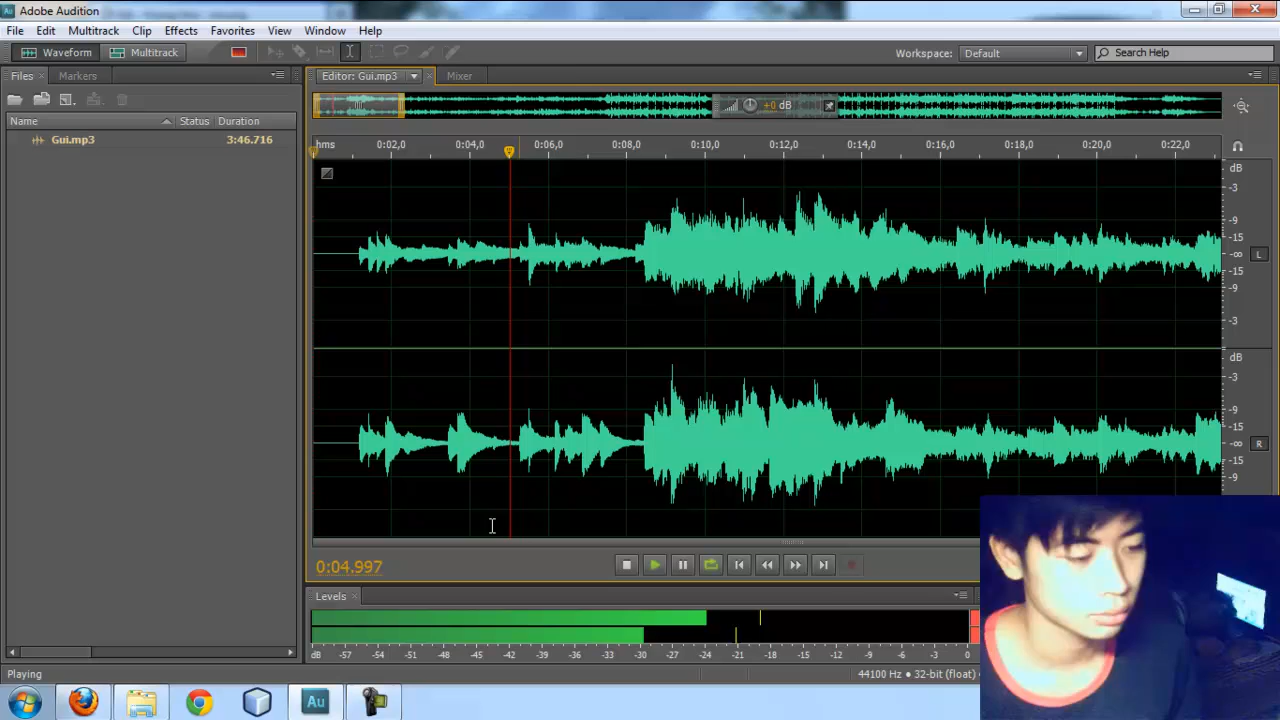 Adobe Audition
File Edit Multitrack Clip Effects Favorites View Window Help
Waveform Multitrack Workspace: Default Search Help
Files Markers Editor: Gui.mp3 Mixer
+0 dB
Name Status Duration
Gui.mp3 3:46.716
hms 0:02,0 0:04,0 0:06,0 0:08,0 0:10,0 0:12,0 0:14,0 0:16,0 0:18,0 0:20,0 0:22,0
dB
-3
-9
-15
-∞ L
-15
-9
-3
dB
-3
-9
-15
-∞ R
-15
-9
0:04.997
Levels
dB -57 -54 -51 -48 -45 -42 -39 -36 -33 -30 -27 -24 -21 -18 -15 -12 -9 -6 -3 0
Playing 44100 Hz ● 32-bit (float) ●
Au